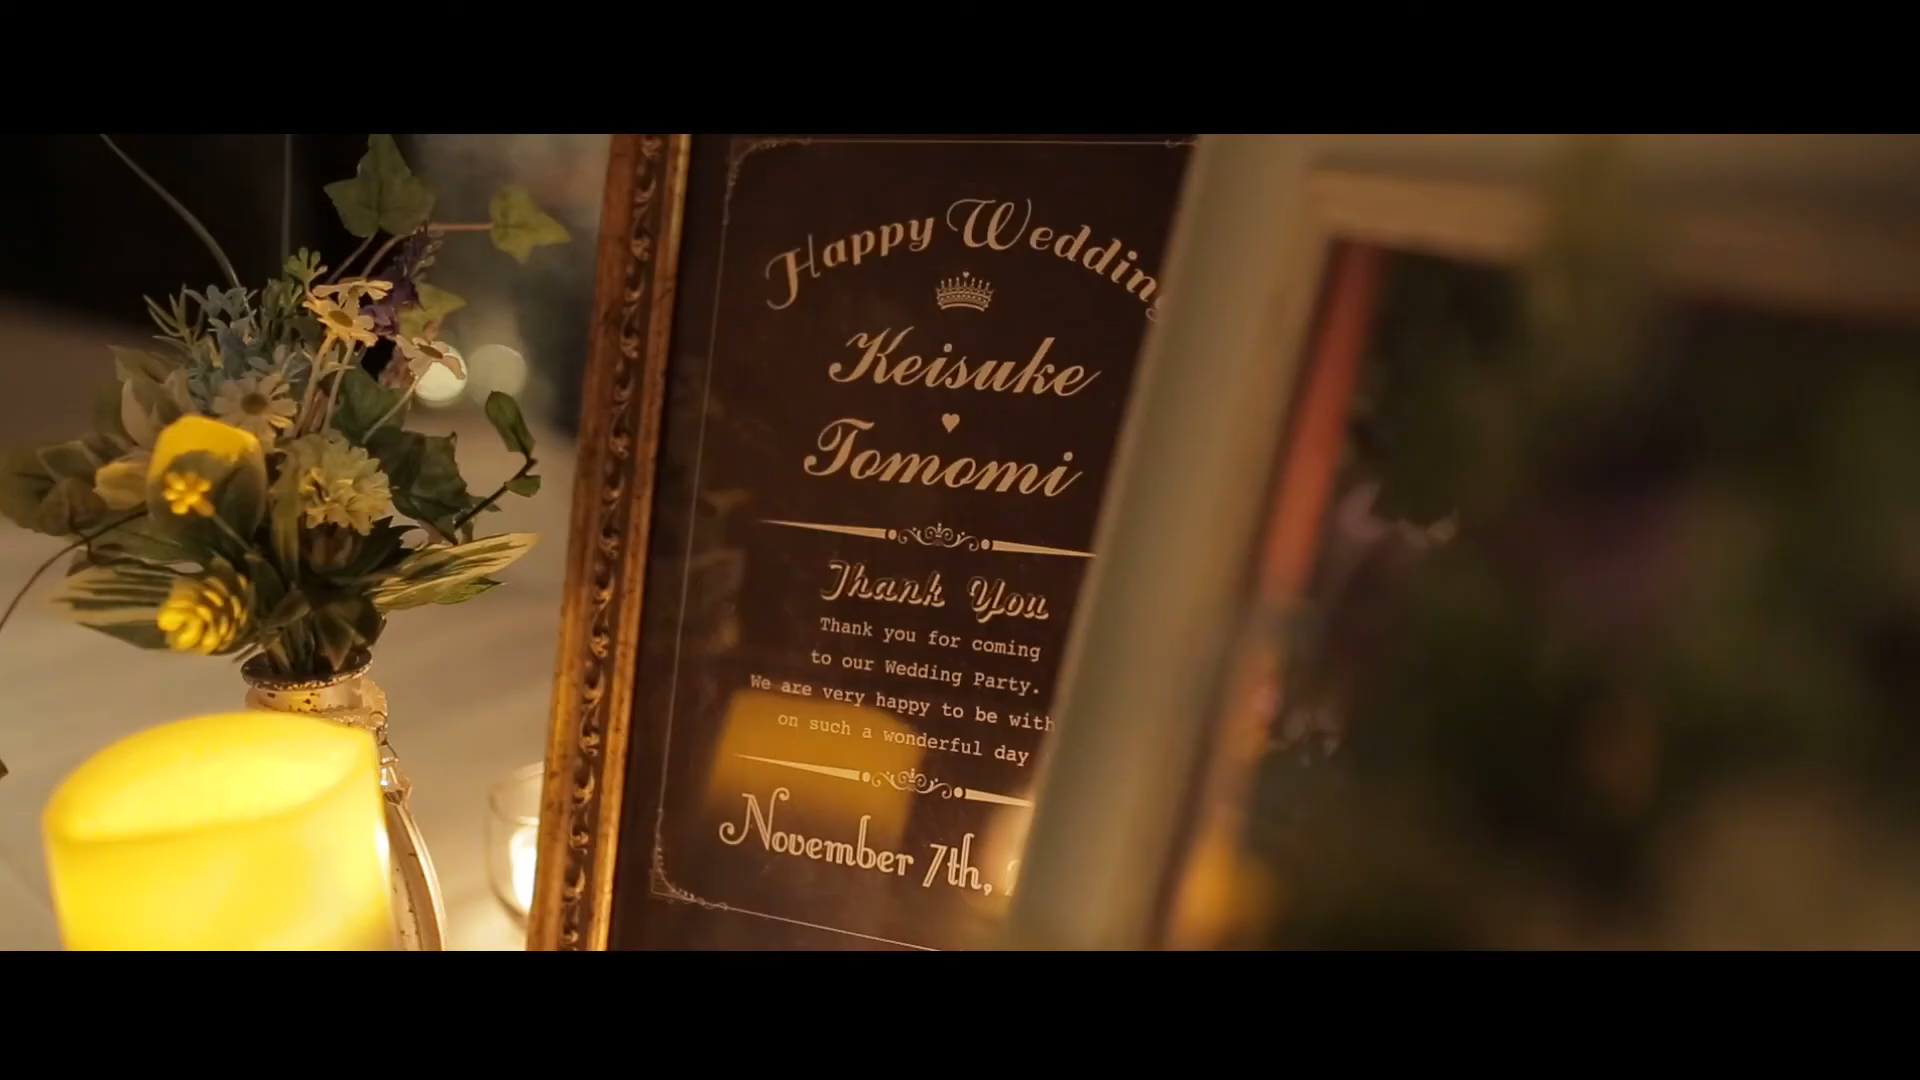 Happy Wedding
Keisuke
Tomomi
Thank You
Thank you for coming
to our Wedding Party.
We are very happy to be with
on such a wonderful day
November 7th,